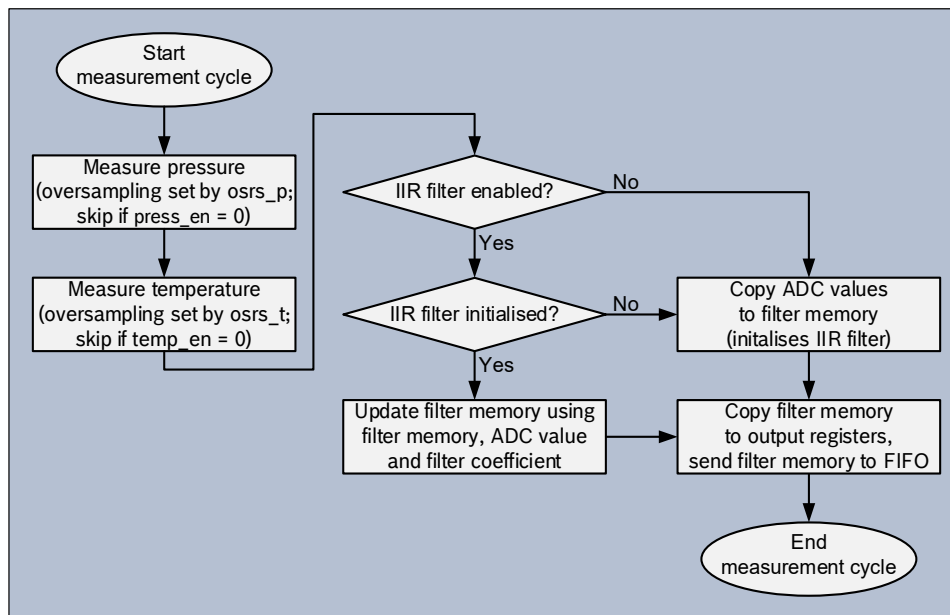 Start
measurement cycle
Measure pressure
(oversampling set by osrs_p;
skip if press_en = 0)
Measure temperature
(oversampling set by osrs_t;
skip if temp_en = 0)
IIR filter enabled?
No
Yes
IIR filter initialised?
No
Yes
Copy ADC values
to filter memory
(initalises IIR filter)
Update filter memory using
filter memory, ADC value
and filter coefficient
Copy filter memory
to output registers,
send filter memory to FIFO
End
measurement cycle